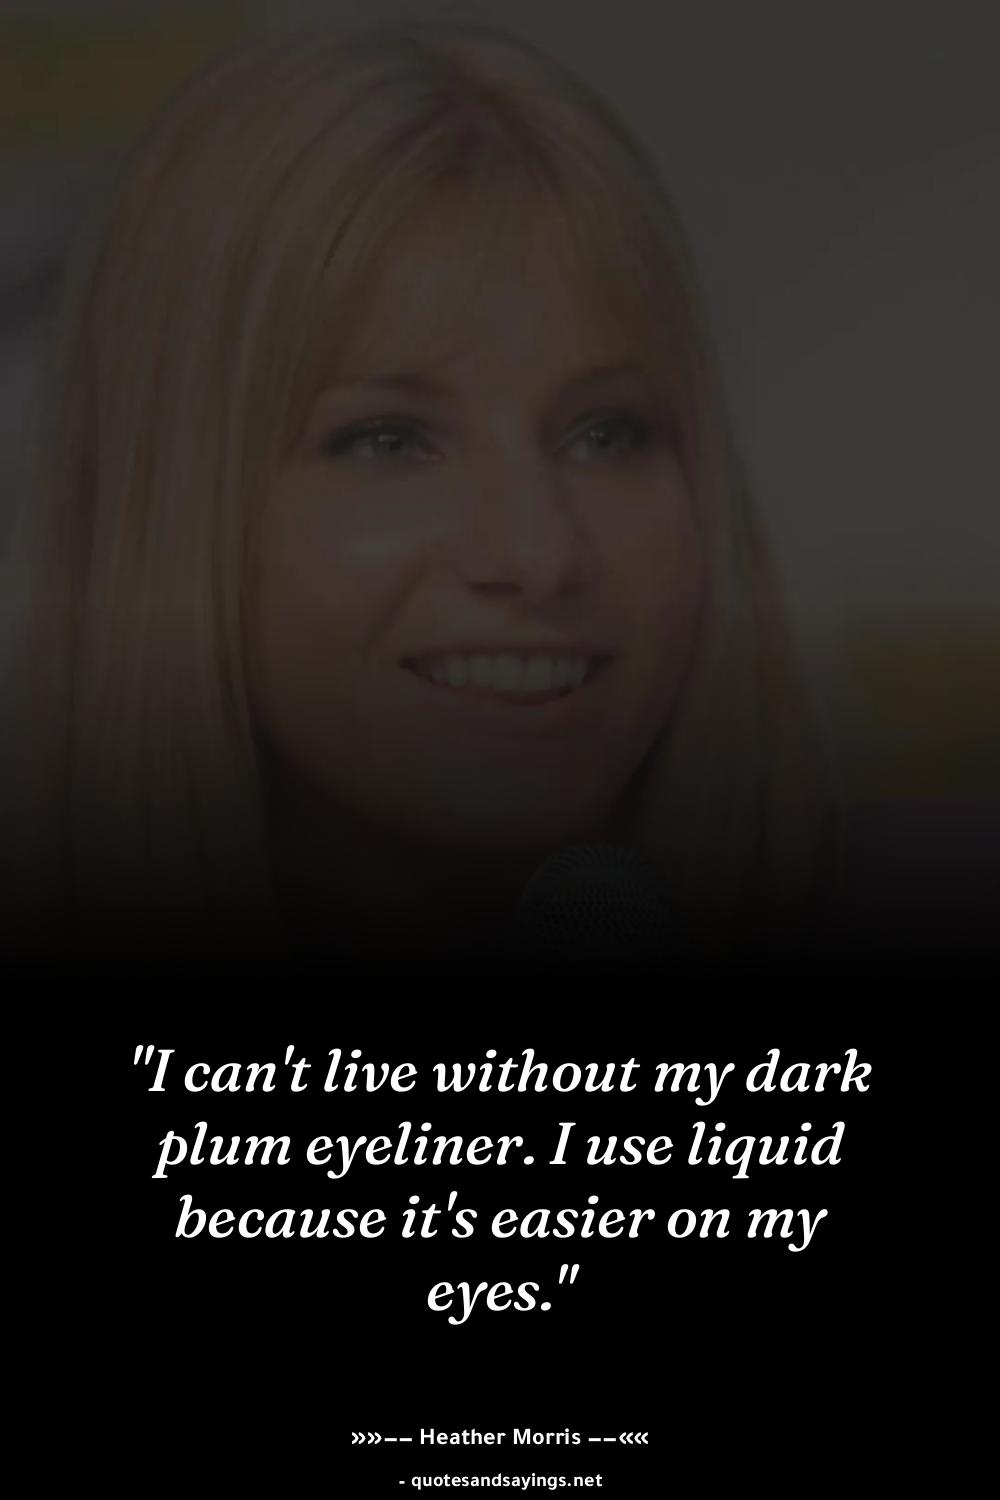 "I can't live without my dark
plum eyeliner. I use liquid
because it's easier on my
eyes."
»»−− Heather Morris −−««
- quotesandsayings.net